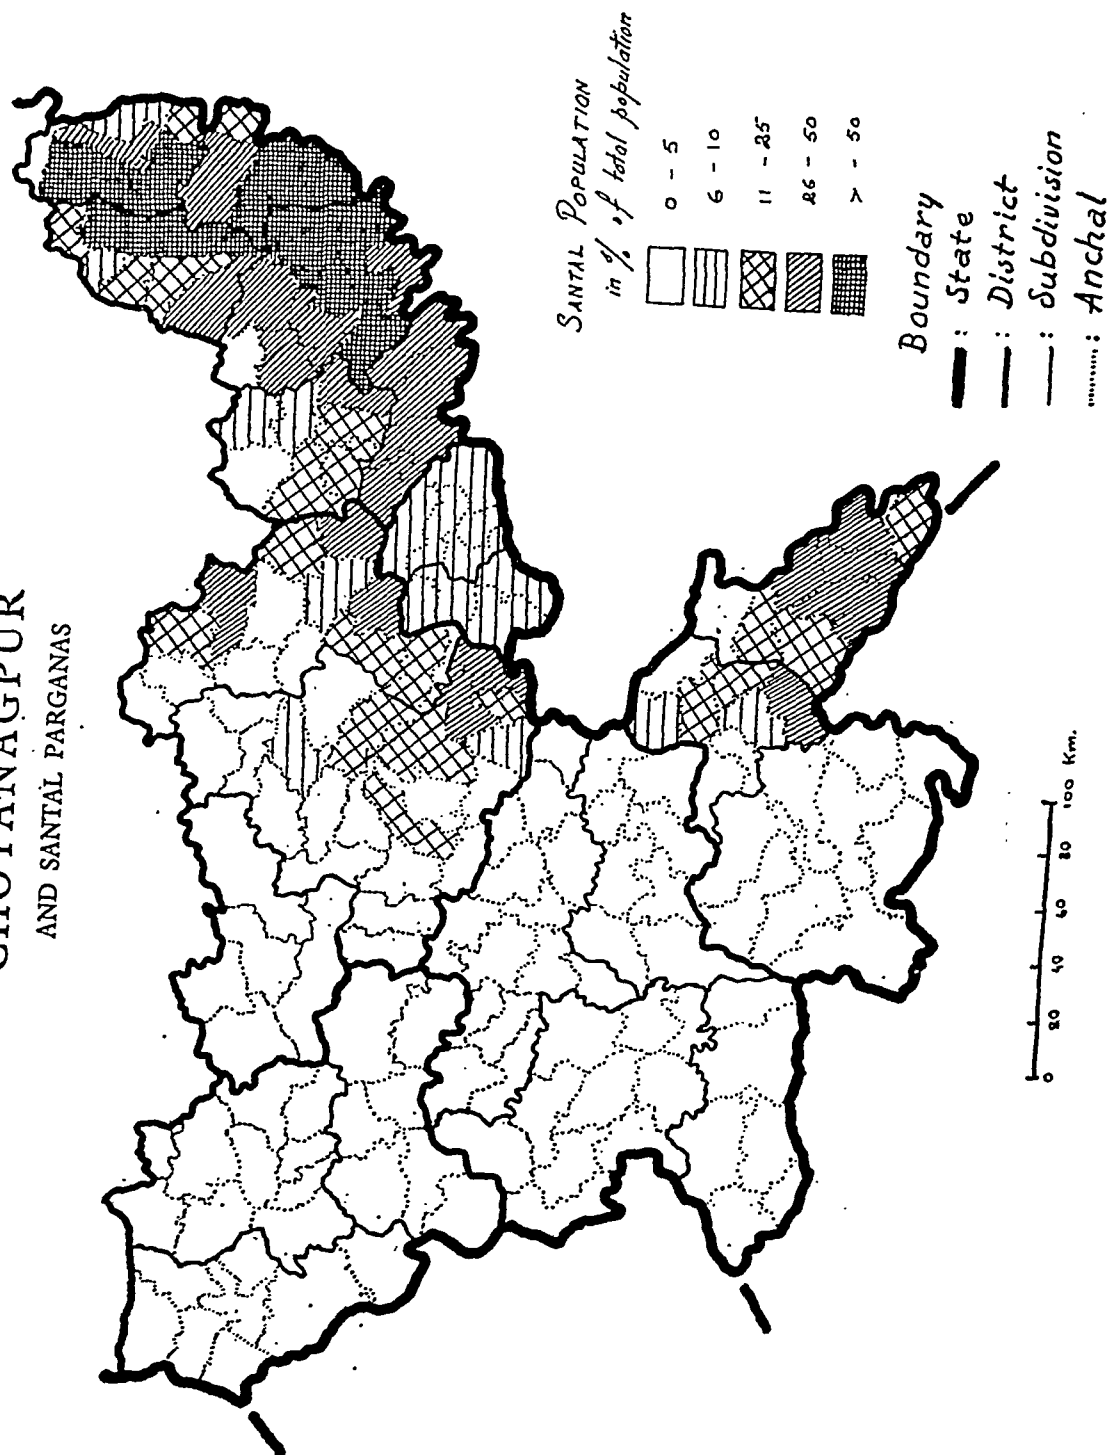 CHOTANAGPUR
AND SANTAL PARGANAS
SANTAL POPULATION
in % of total population
0 - 5
6 - 10
11 - 25
26 - 50
> - 50
Boundary
: State
: District
: Subdivision
: Anchal
0 20 40 60 80 100 Km.